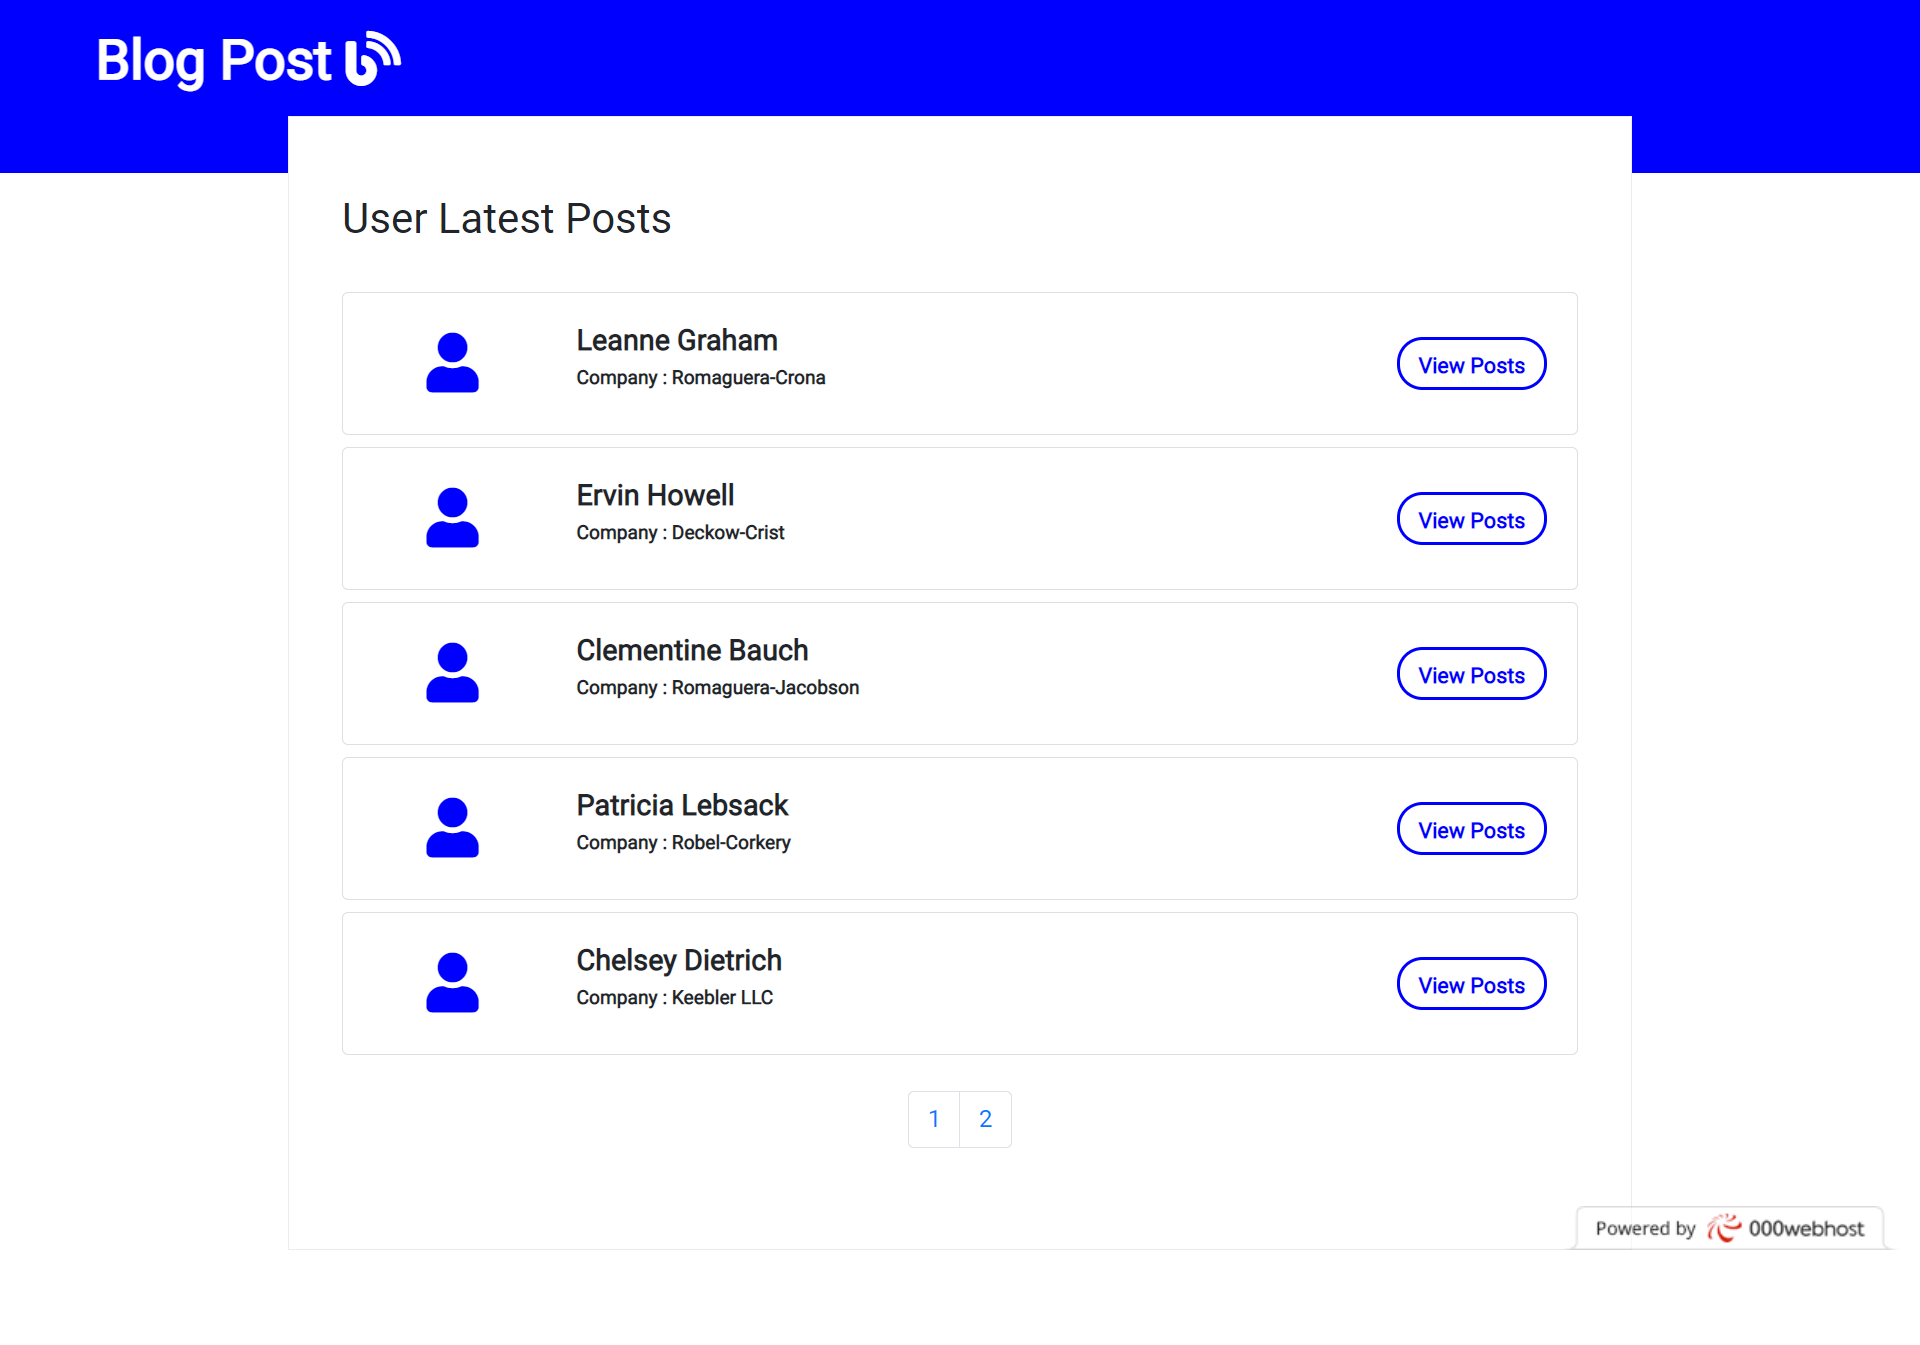 Blog Post
User Latest Posts
Leanne Graham
Company : Romaguera-Crona
View Posts
Ervin Howell
Company : Deckow-Crist
View Posts
Clementine Bauch
Company : Romaguera-Jacobson
View Posts
Patricia Lebsack
Company : Robel-Corkery
View Posts
Chelsey Dietrich
Company : Keebler LLC
View Posts
1 2
Powered by 000webhost